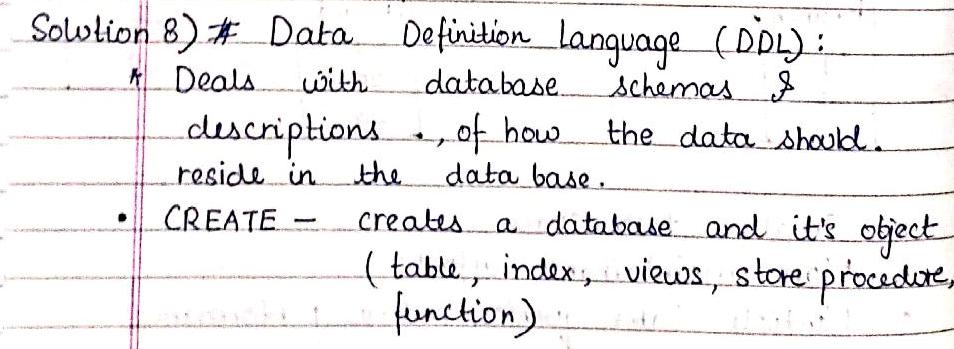 Solution 8) # Data Definition Language (DDL) :
* Deals with database schemas &
descriptions ., of how the data should.
reside in the data base.
• CREATE – creates a database and it's object
( table, index, views, store procedure,
function)